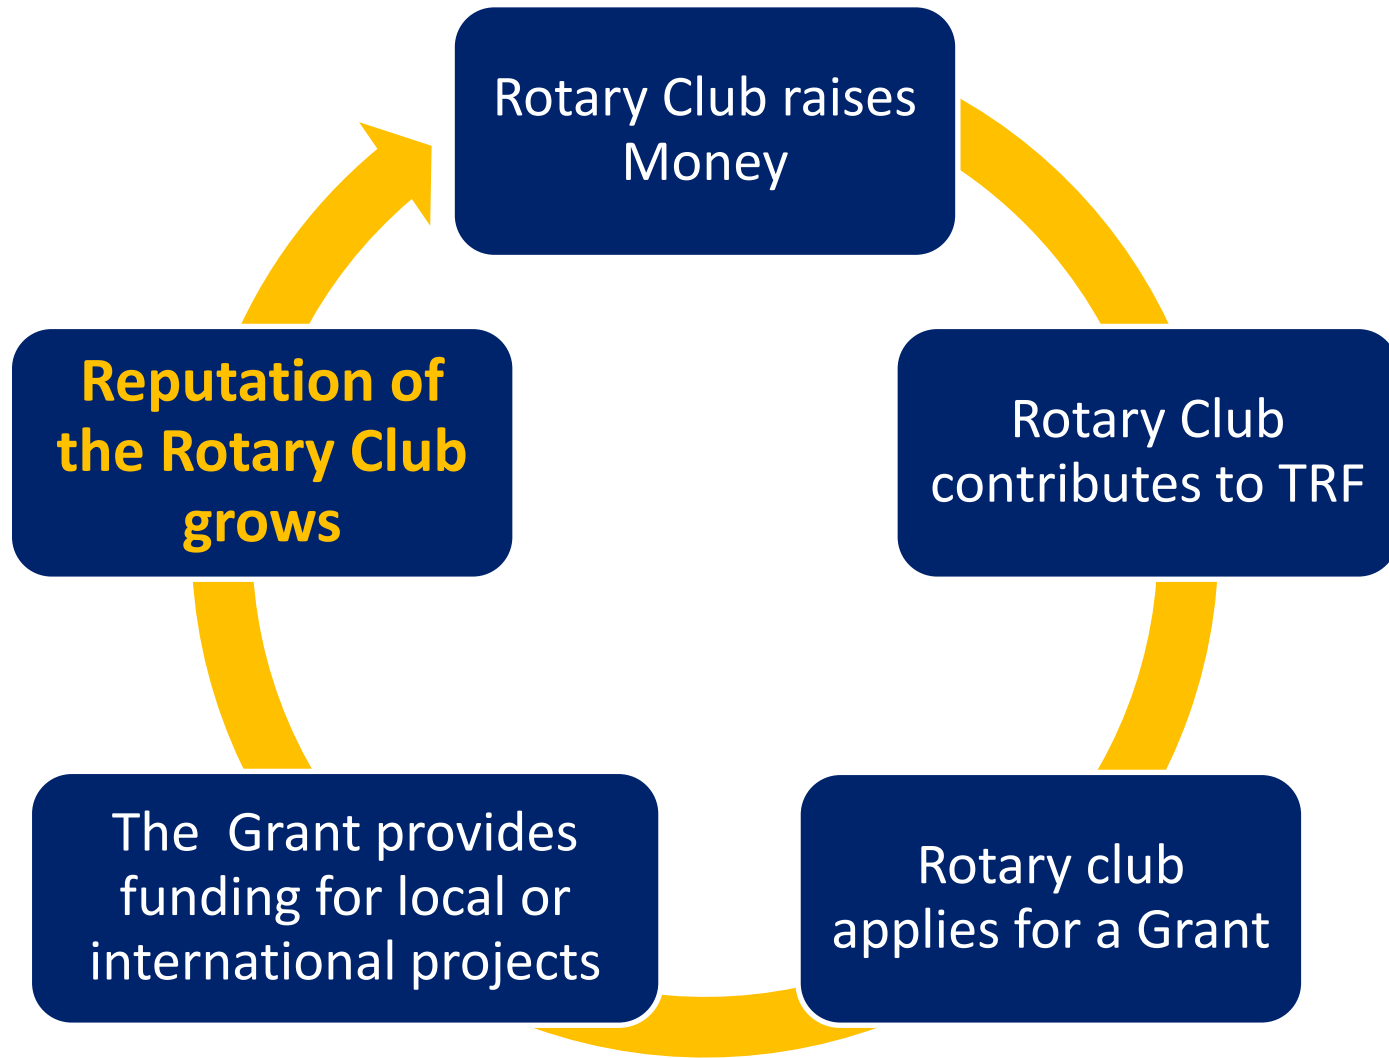 Rotary Club raises
Money
Rotary Club
contributes to TRF
Rotary club
applies for a Grant
The  Grant provides
funding for local or
international projects
Reputation of
the Rotary Club
grows